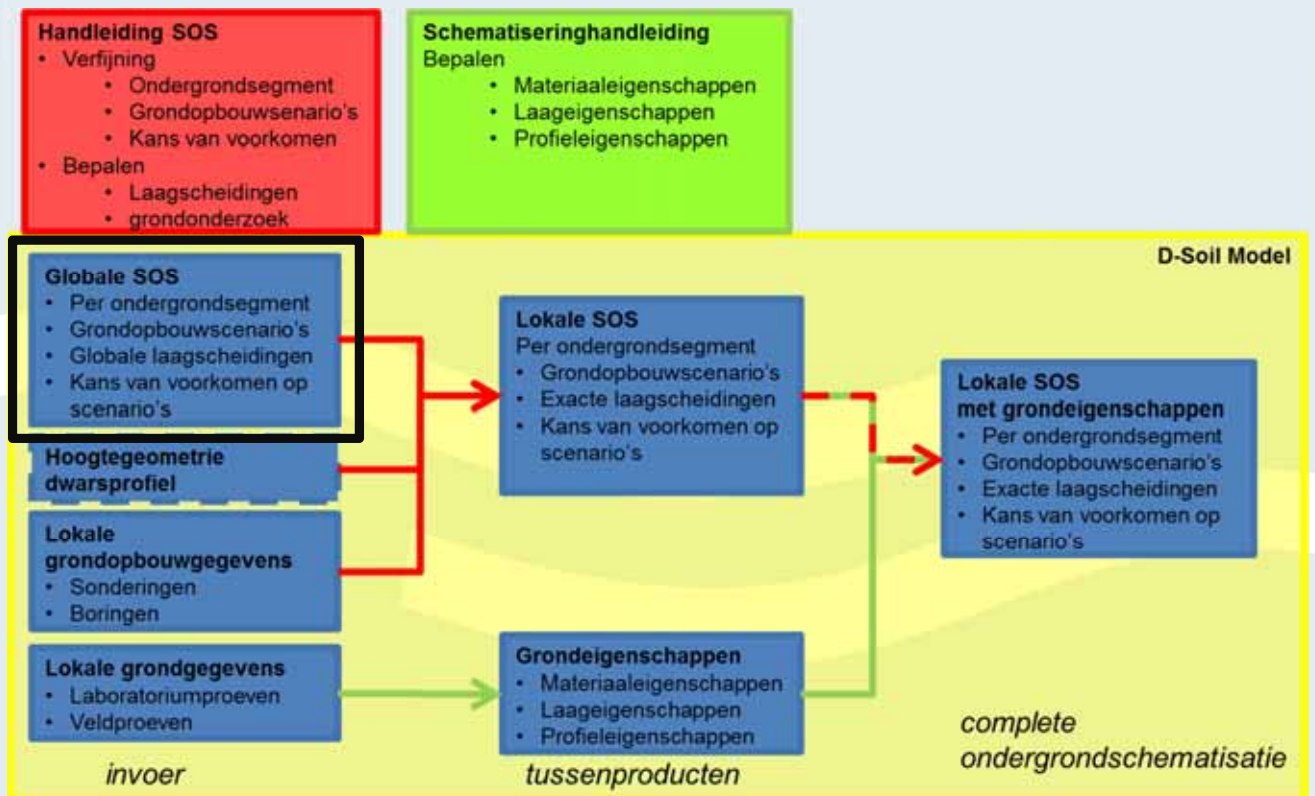 Handleiding SOS
• Verfijning
• Ondergrondsegment
• Grondopbouwsenario's
• Kans van voorkomen
• Bepalen
• Laagscheidingen
• grondonderzoek
Schematiseringhandleiding
Bepalen
• Materiaaleigenschappen
• Laageigenschappen
• Profieleigenschappen
D-Soil Model
Globale SOS
• Per ondergrondsegment
• Grondopbouwscenario's
• Globale laagscheidingen
• Kans van voorkomen op
scenario's
Hoogtegeometrie
dwarsprofiel
Lokale
grondopbouwgegevens
• Sonderingen
• Boringen
Lokale grondgegevens
• Laboratoriumproeven
• Veldproeven
invoer
Lokale SOS
Per ondergrondsegment
• Grondopbouwscenario's
• Exacte laagscheidingen
• Kans van voorkomen op
scenario's
Grondeigenschappen
• Materiaaleigenschappen
• Laageigenschappen
• Profieleigenschappen
tussenproducten
Lokale SOS
met grondeigenschappen
• Per ondergrondsegment
• Grondopbouwscenario's
• Exacte laagscheidingen
• Kans van voorkomen op
scenario's
complete
ondergrondschematisatie